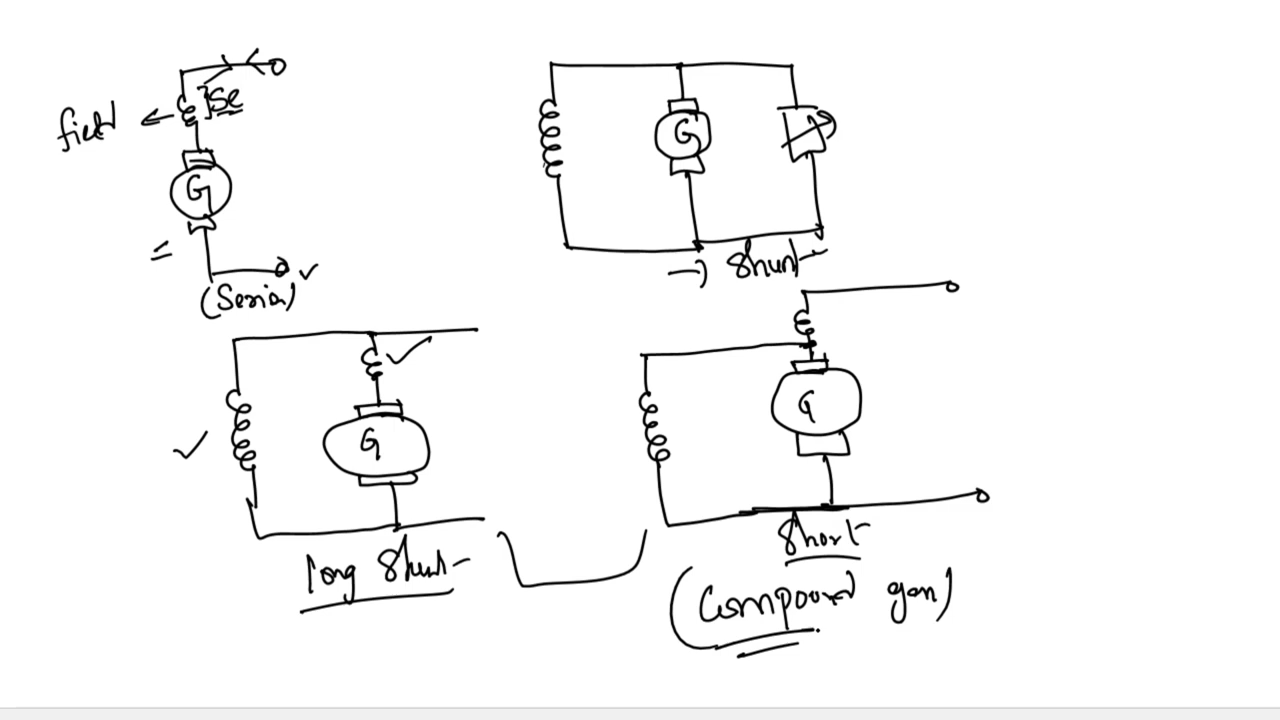 Se
field
G
(Series)
G
→ Shunt
G
long Shunt
G
Short
(Compound gen)